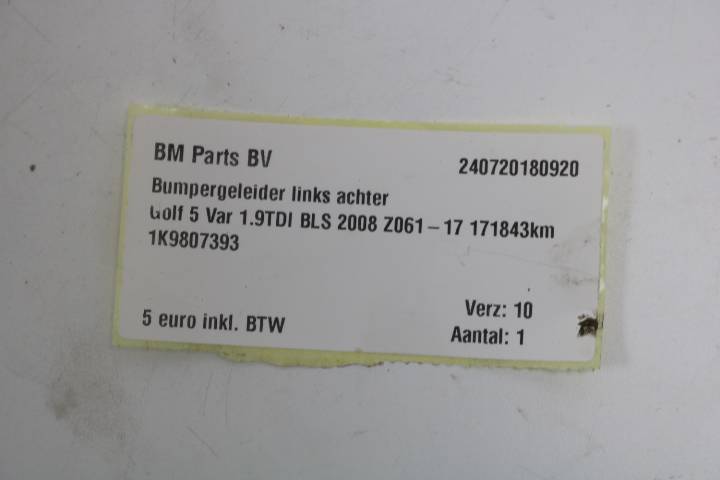 BM Parts BV 240720180920
Bumpergeleider links achter
Golf 5 Var 1.9TDI BLS 2008 Z061-17 171843km
1K9807393
Verz: 10
5 euro inkl. BTW Aantal: 1